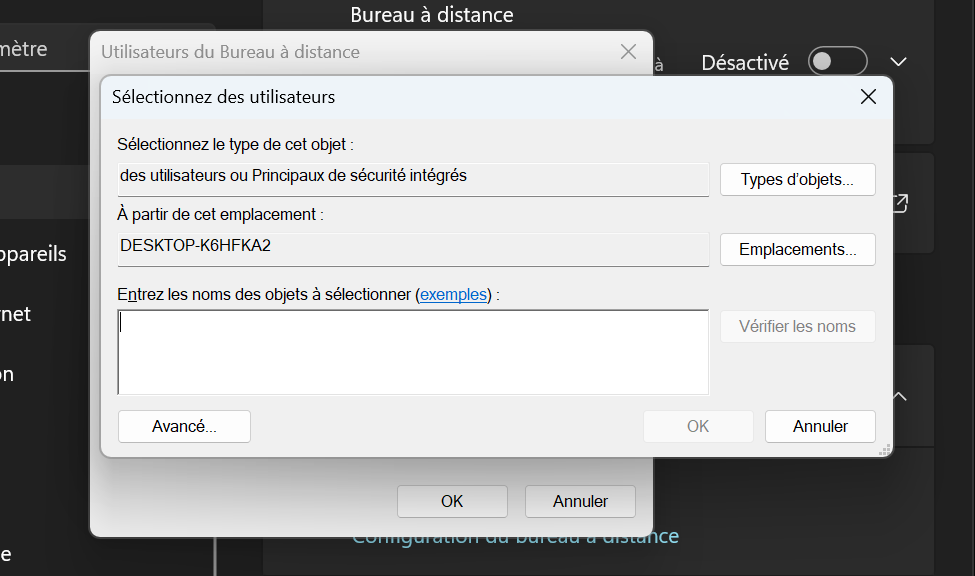 Bureau à distance
mètre
Utilisateurs du Bureau à distance
à
Désactivé
Sélectionnez des utilisateurs
Sélectionnez le type de cet objet :
des utilisateurs ou Principaux de sécurité intégrés
Types d'objets...
À partir de cet emplacement :
DESKTOP-K6HFKA2
Emplacements...
ppareils
Entrez les noms des objets à sélectionner (exemples) :
rnet
Vérifier les noms
on
Avancé...
OK
Annuler
OK
Annuler
Configuration du bureau à distance
e